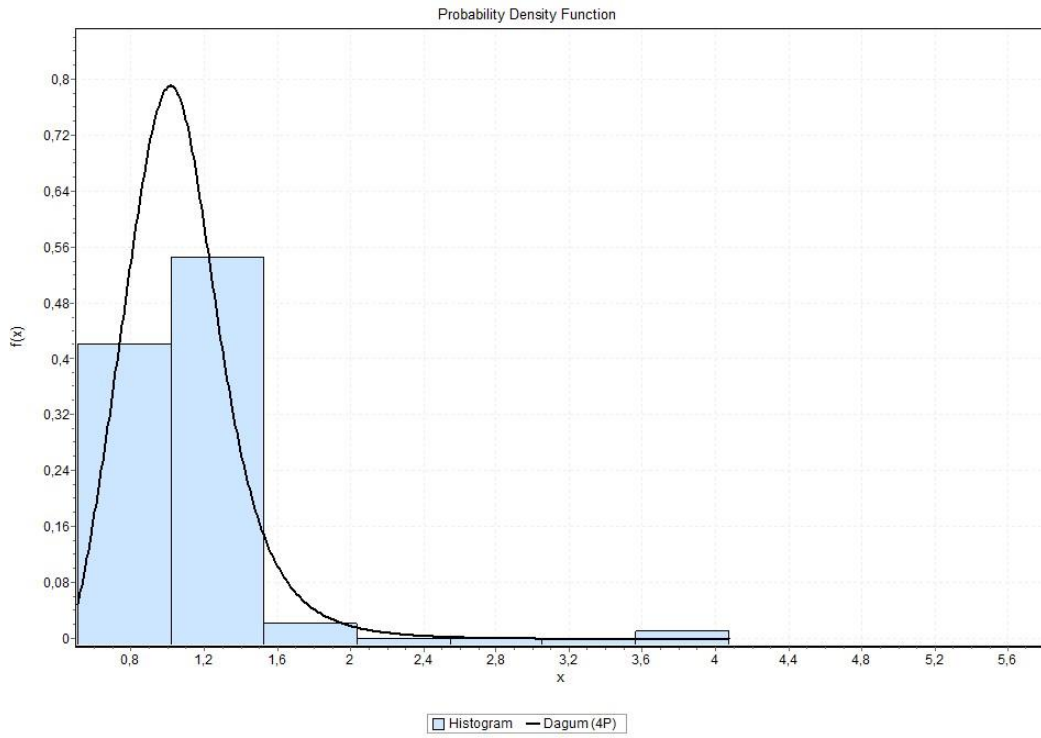 Probability Density Function
f(x)
0,8
0,72
0,64
0,56
0,48
0,4
0,32
0,24
0,16
0,08
0
0,8 1,2 1,6 2 2,4 2,8 3,2 3,6 4 4,4 4,8 5,2 5,6
x
Histogram Dagum (4P)